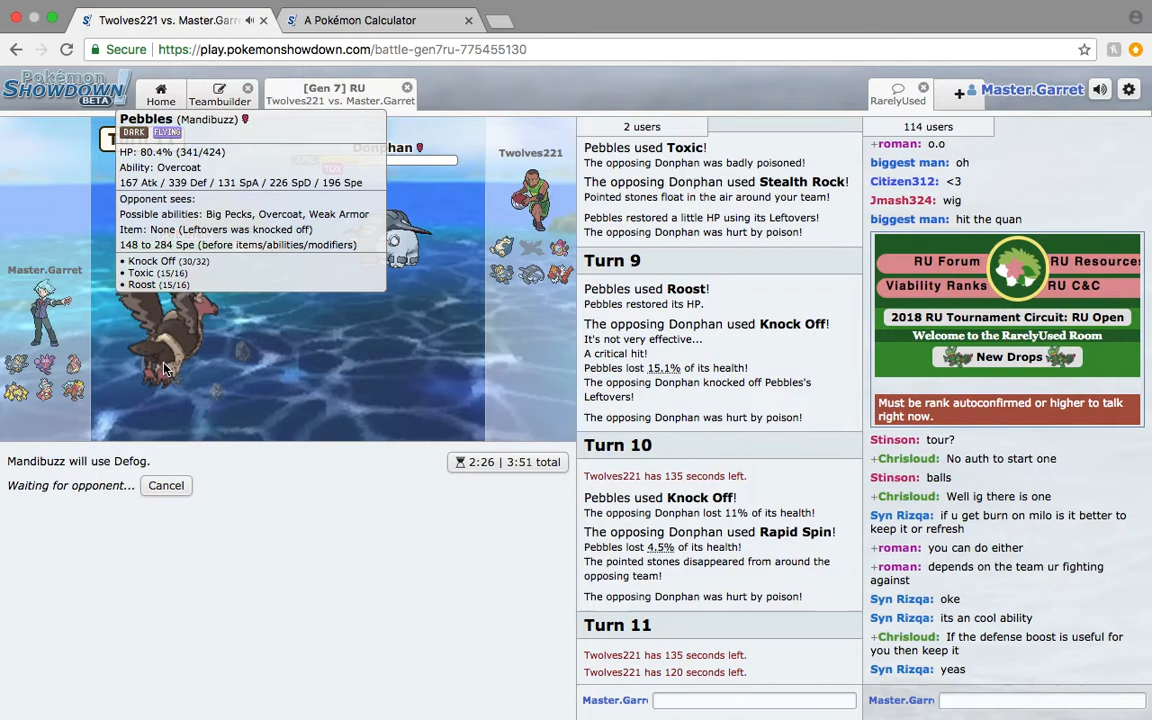 Twolves221 vs. Master.Garre
A Pokémon Calculator
Secure
https://play.pokemonshowdown.com/battle-gen7ru-775455130
Pokémon
SHOWDOWN!
BETA
Home
Teambuilder
[Gen 7] RU
Twolves221 vs. Master.Garret
RarelyUsed
Master.Garret
Pebbles (Mandibuzz)
DARK FLYING
HP: 80.4% (341/424)
Ability: Overcoat
167 Atk / 339 Def / 131 SpA / 226 SpD / 196 Spe
Opponent sees:
Possible abilities: Big Pecks, Overcoat, Weak Armor
Item: None (Leftovers was knocked off)
148 to 284 Spe (before items/abilities/modifiers)
• Knock Off (30/32)
• Toxic (15/16)
• Roost (15/16)
Twolves221
Master.Garret
Mandibuzz will use Defog.
2:26 | 3:51 total
Waiting for opponent...
Cancel
2 users
Pebbles used Toxic!
The opposing Donphan was badly poisoned!
The opposing Donphan used Stealth Rock!
Pointed stones float in the air around your team!
Pebbles restored a little HP using its Leftovers!
The opposing Donphan was hurt by poison!
Turn 9
Pebbles used Roost!
Pebbles restored its HP.
The opposing Donphan used Knock Off!
It's not very effective...
A critical hit!
Pebbles lost 15.1% of its health!
The opposing Donphan knocked off Pebbles's
Leftovers!
The opposing Donphan was hurt by poison!
Turn 10
Twolves221 has 135 seconds left.
Pebbles used Knock Off!
The opposing Donphan lost 11% of its health!
The opposing Donphan used Rapid Spin!
Pebbles lost 4.5% of its health!
The pointed stones disappeared from around the
opposing team!
The opposing Donphan was hurt by poison!
Turn 11
Twolves221 has 135 seconds left.
Twolves221 has 120 seconds left.
Master.Garr
114 users
roman: o.o
biggest man: oh
Citizen312: <3
Jmash324: wig
biggest man: hit the quan
RU Forum
RU Resources
Viability Ranks
RU C&C
2018 RU Tournament Circuit: RU Open
Welcome to the RarelyUsed Room
New Drops
Must be rank autoconfirmed or higher to talk
right now.
Stinson: tour?
+Chrisloud: No auth to start one
Stinson: balls
+Chrisloud: Well ig there is one
Syn Rizqa: if u get burn on milo is it better to
keep it or refresh
+roman: you can do either
+roman: depends on the team ur fighting
against
Syn Rizqa: oke
Syn Rizqa: its an cool ability
+Chrisloud: If the defense boost is useful for
you then keep it
Syn Rizqa: yeas
Master.Garr